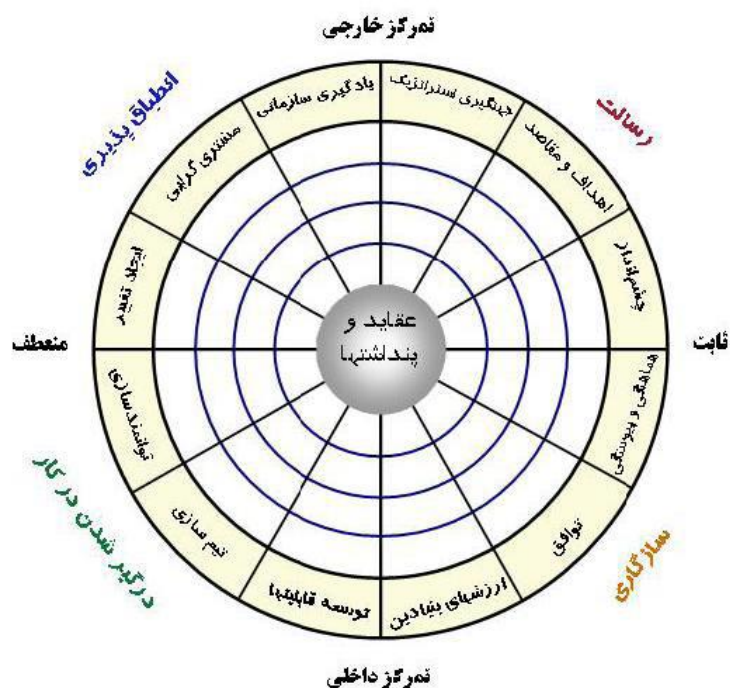 تمرکز خارجی
انطباق پذیری
رسالت
یادگیری سازمانی
جهتگیری استراتژیک
مشتری گرایی
اهداف و مقاصد
ایجاد تغییر
چشم‌انداز
عقاید و
پنداشتها
منعطف
ثابت
توانمندسازی
هماهنگی و پیوستگی
تیم سازی
توافق
توسعه قابلیتها
ارزشهای بنیادین
درگیر شدن در کار
سازگاری
تمرکز داخلی